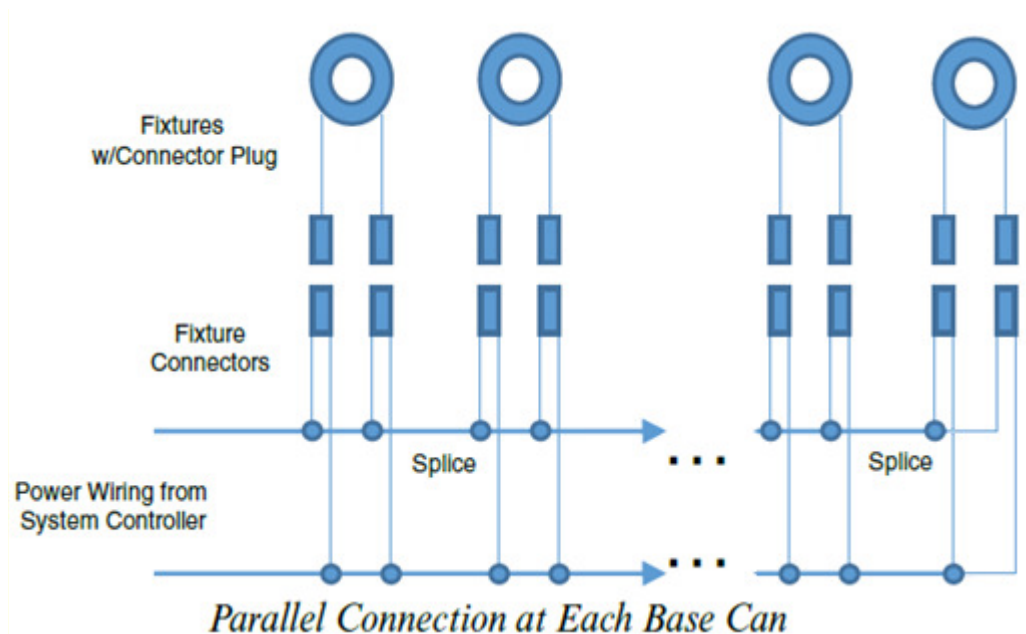 Fixtures
w/Connector Plug
Fixture
Connectors
Splice
...
Splice
Power Wiring from
System Controller
...
Parallel Connection at Each Base Can